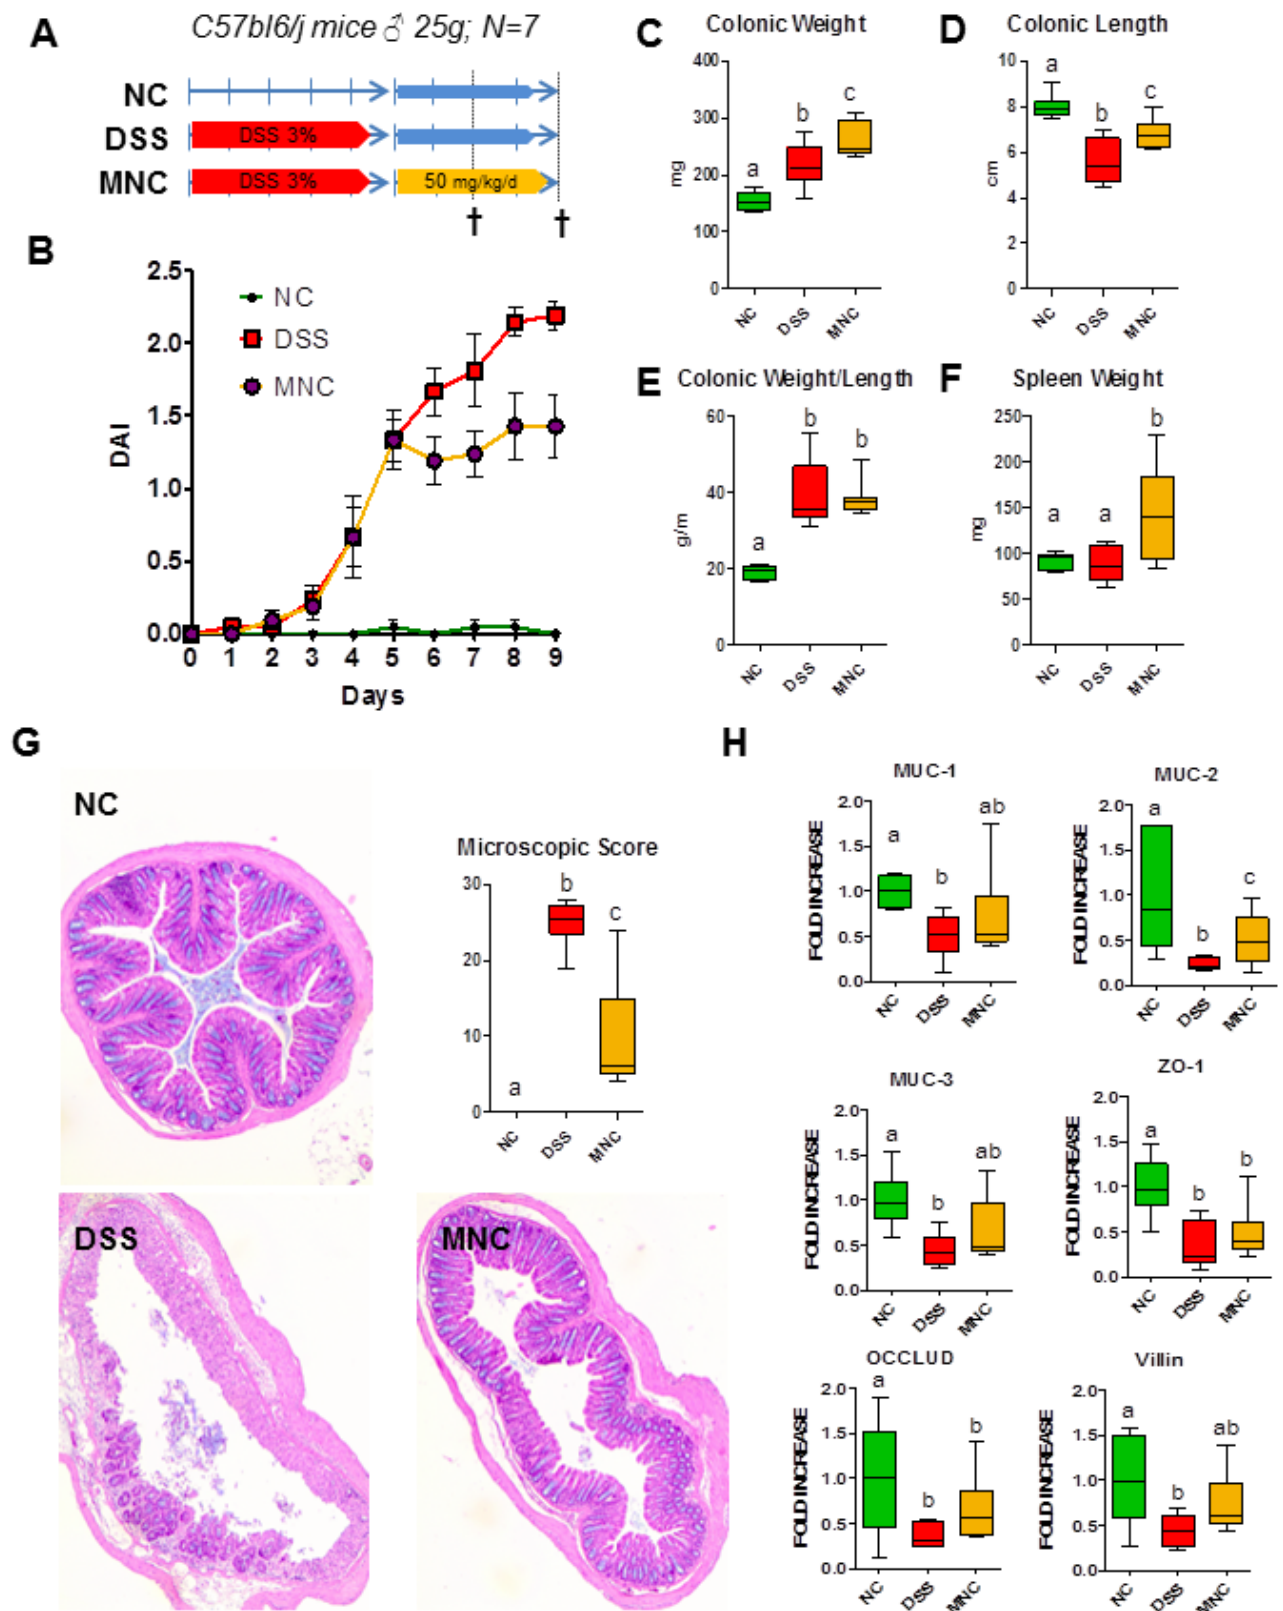 A
C57bl6/j mice ♂ 25g; N=7
NC
DSS
DSS 3%
MNC
DSS 3%
50 mg/kg/d
† †
B
DAI
2.5
2.0
1.5
1.0
0.5
0.0
NC
DSS
MNC
0 1 2 3 4 5 6 7 8 9
Days
C
Colonic Weight
mg
400
300
200
100
0
a
b
c
NC DSS MNC
D
Colonic Length
cm
10
8
6
4
2
0
a
b
c
NC DSS MNC
E
Colonic Weight/Length
g/m
60
40
20
0
a
b
b
NC DSS MNC
F
Spleen Weight
mg
250
200
150
100
50
0
a
a
b
NC DSS MNC
G
NC
Microscopic Score
30
20
10
0
a
b
c
NC DSS MNC
DSS
MNC
H
MUC-1
FOLD INCREASE
2.0
1.5
1.0
0.5
0.0
a
b
ab
NC DSS MNC
MUC-2
FOLD INCREASE
2.0
1.5
1.0
0.5
0.0
a
b
c
NC DSS MNC
MUC-3
FOLD INCREASE
2.0
1.5
1.0
0.5
0.0
a
b
ab
NC DSS MNC
ZO-1
FOLD INCREASE
2.0
1.5
1.0
0.5
0.0
a
b
b
NC DSS MNC
OCCLUD
FOLD INCREASE
2.0
1.5
1.0
0.5
0.0
a
b
b
NC DSS MNC
Villin
FOLD INCREASE
2.0
1.5
1.0
0.5
0.0
a
b
ab
NC DSS MNC